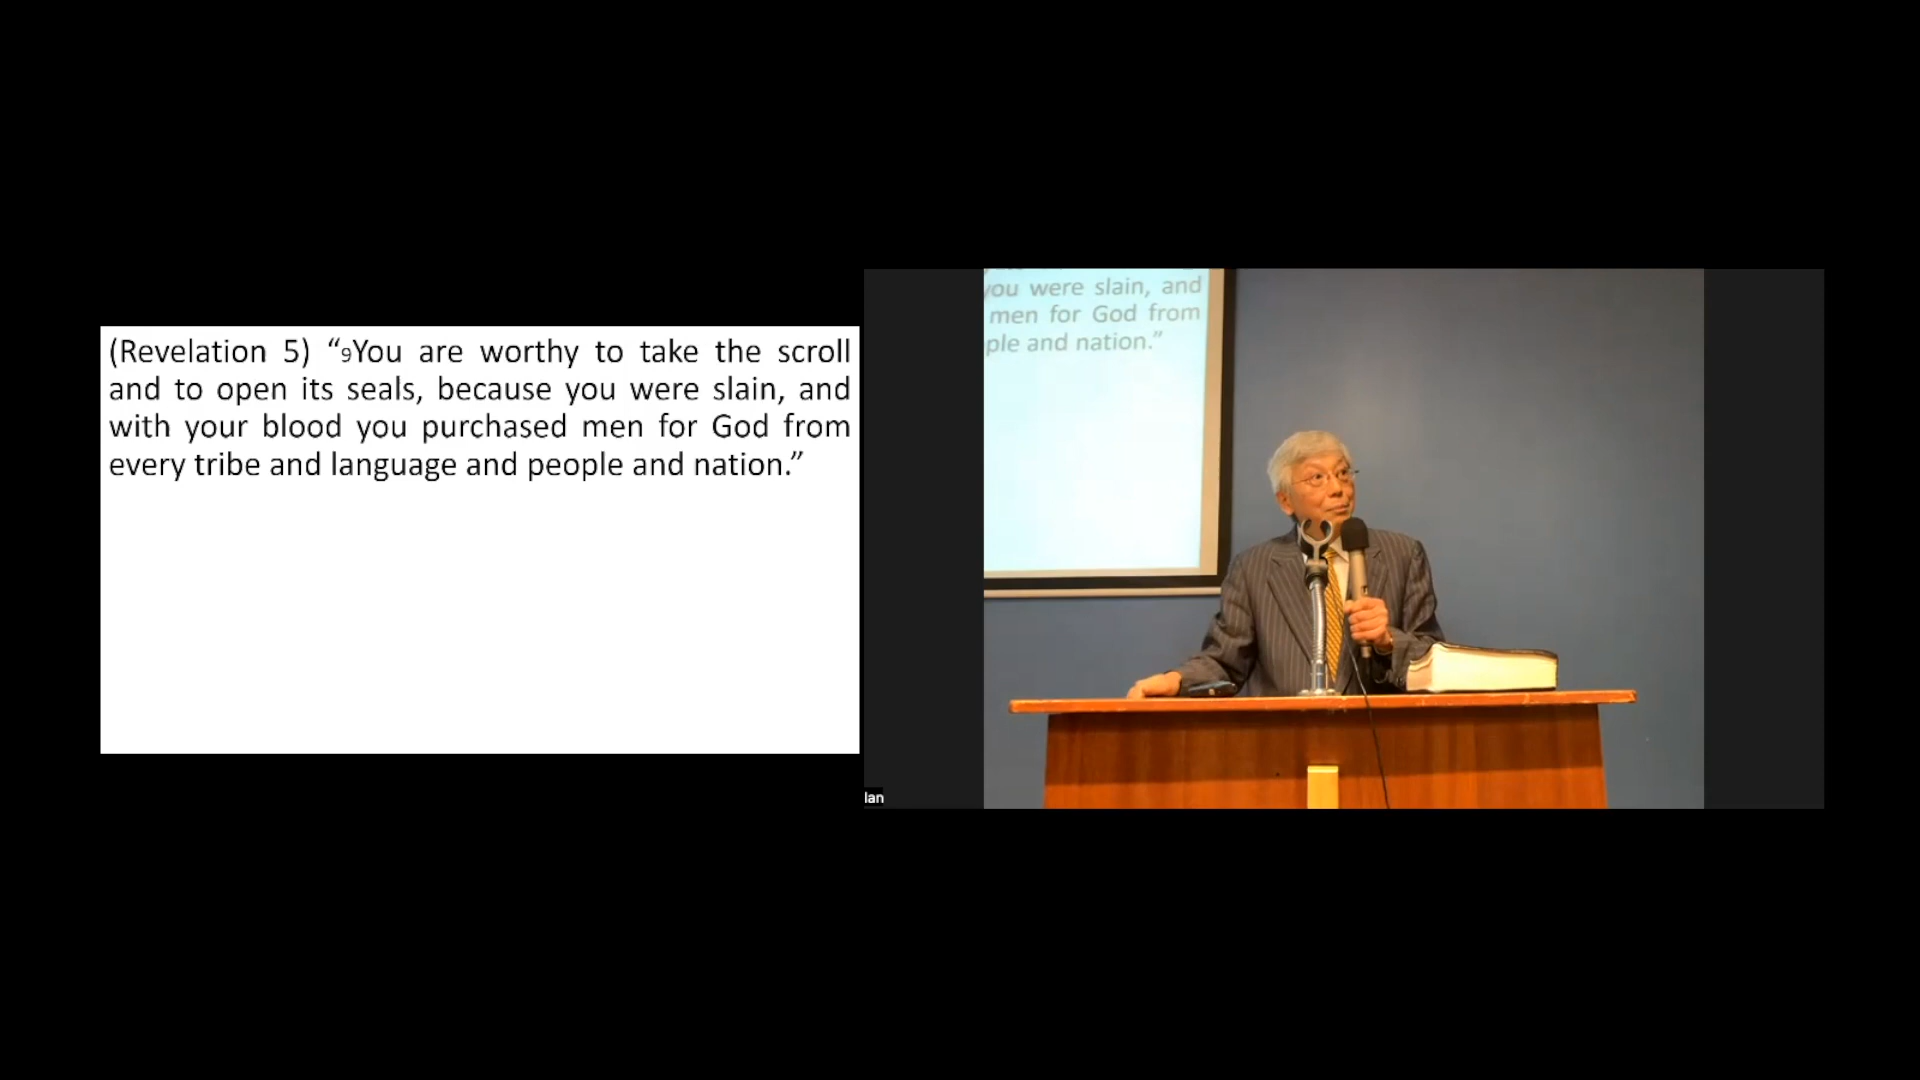 (Revelation 5) “₉You are worthy to take the scroll
and to open its seals, because you were slain, and
with your blood you purchased men for God from
every tribe and language and people and nation.”
you were slain, and
men for God from
ple and nation.”
lan